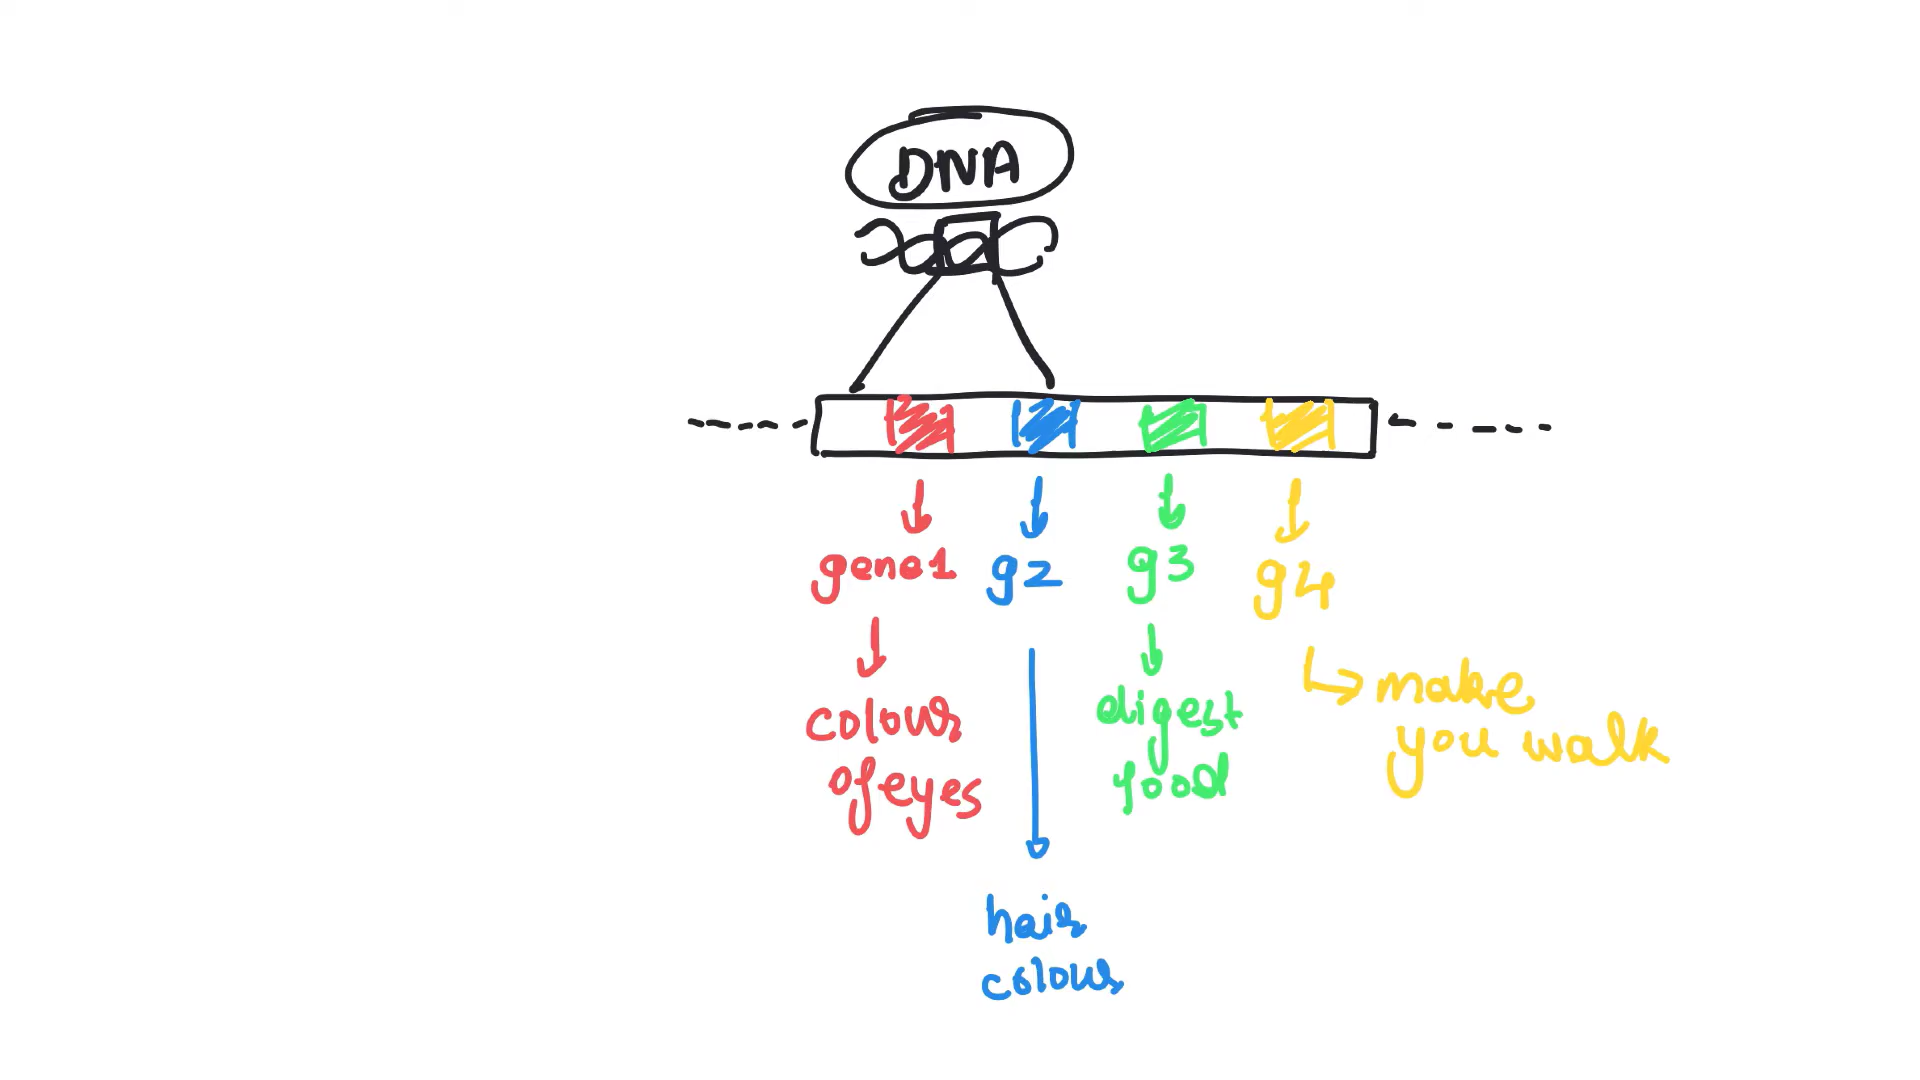 DNA
gene1 g2 g3 g4
colour
of eyes
digest
food
make
you walk
hair
colour